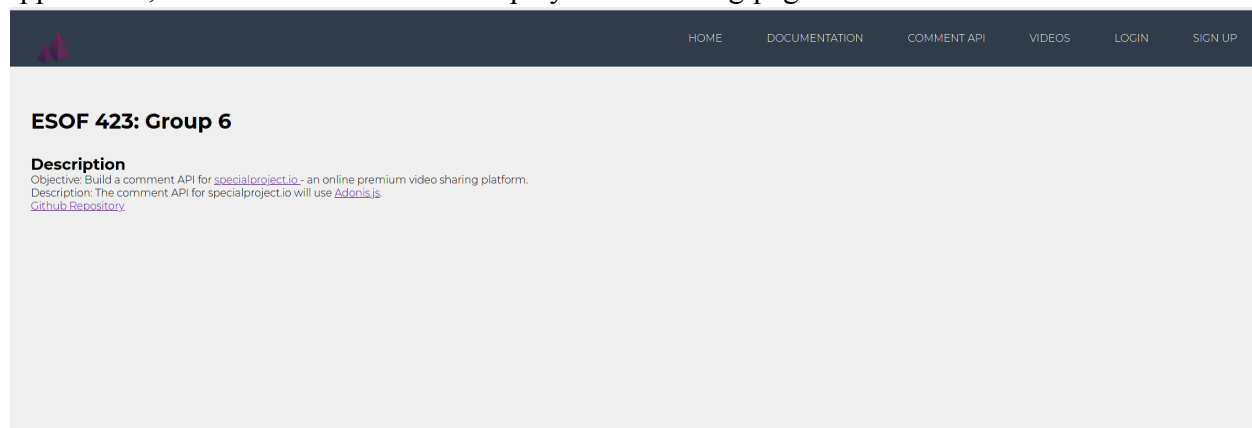 HOME DOCUMENTATION COMMENT API VIDEOS LOGIN SIGN UP
ESOF 423: Group 6
Description
Objective: Build a comment API for specialproject.io - an online premium video sharing platform.
Description: The comment API for specialproject.io will use Adonis.js.
Github Repository